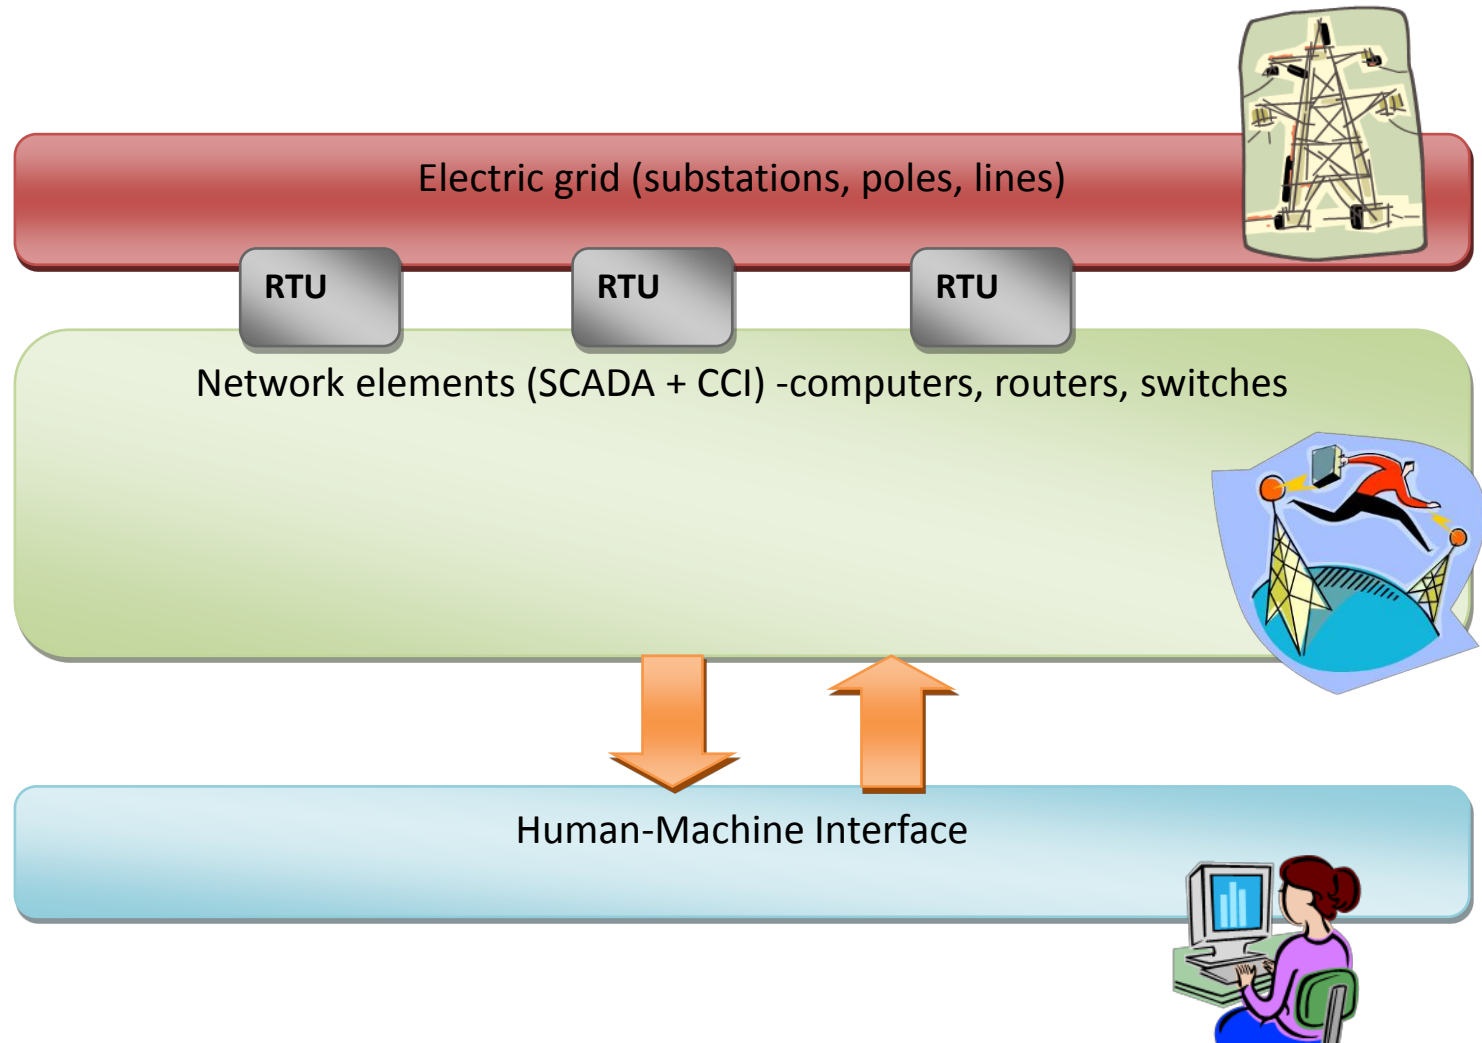 Electric grid (substations, poles, lines)
RTU
RTU
RTU
Network elements (SCADA + CCI) -computers, routers, switches
Human-Machine Interface